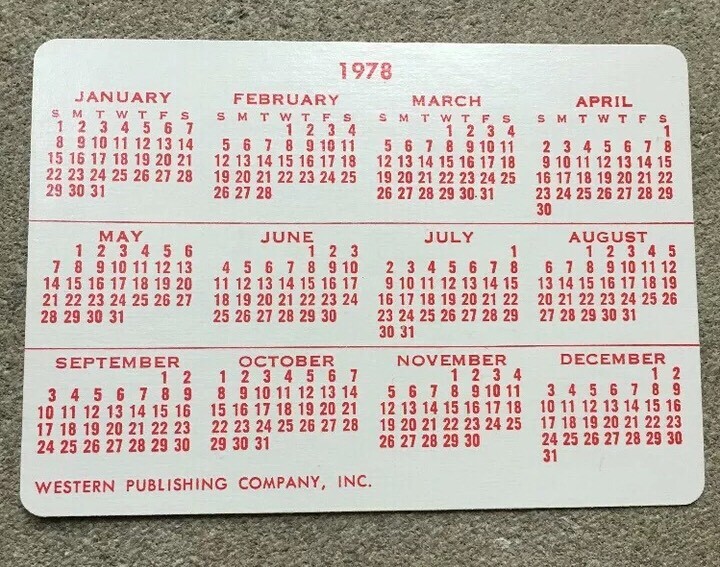 1978
JANUARY FEBRUARY MARCH APRIL
S M T W T F S S M T W T F S S M T W T F S S M T W T F S
1 2 3 4 5 6 7 1 2 3 4 1 2 3 4 1
8 9 10 11 12 13 14 5 6 7 8 9 10 11 5 6 7 8 9 10 11 2 3 4 5 6 7 8
15 16 17 18 19 20 21 12 13 14 15 16 17 18 12 13 14 15 16 17 18 9 10 11 12 13 14 15
22 23 24 25 26 27 28 19 20 21 22 23 24 25 19 20 21 22 23 24 25 16 17 18 19 20 21 22
29 30 31 26 27 28 26 27 28 29 30 31 23 24 25 26 27 28 29
30
MAY JUNE JULY AUGUST
1 2 3 4 5 6 1 2 3 1 1 2 3 4 5
7 8 9 10 11 12 13 4 5 6 7 8 9 10 2 3 4 5 6 7 8 6 7 8 9 10 11 12
14 15 16 17 18 19 20 11 12 13 14 15 16 17 9 10 11 12 13 14 15 13 14 15 16 17 18 19
21 22 23 24 25 26 27 18 19 20 21 22 23 24 16 17 18 19 20 21 22 20 21 22 23 24 25 26
28 29 30 31 25 26 27 28 29 30 23 24 25 26 27 28 29 27 28 29 30 31
30 31
SEPTEMBER OCTOBER NOVEMBER DECEMBER
1 2 1 2 3 4 5 6 7 1 2 3 4 1 2
3 4 5 6 7 8 9 8 9 10 11 12 13 14 5 6 7 8 9 10 11 3 4 5 6 7 8 9
10 11 12 13 14 15 16 15 16 17 18 19 20 21 12 13 14 15 16 17 18 10 11 12 13 14 15 16
17 18 19 20 21 22 23 22 23 24 25 26 27 28 19 20 21 22 23 24 25 17 18 19 20 21 22 23
24 25 26 27 28 29 30 29 30 31 26 27 28 29 30 24 25 26 27 28 29 30
31
WESTERN PUBLISHING COMPANY, INC.